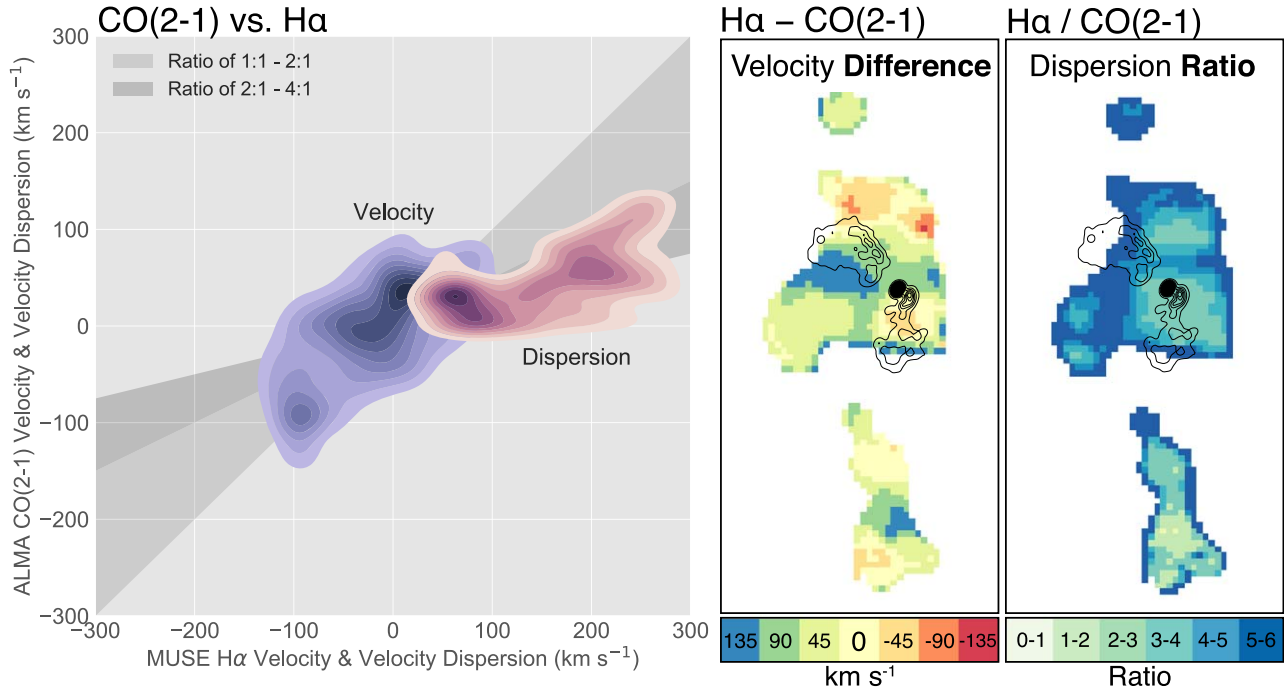 CO(2-1) vs. Hα
Ratio of 1:1 - 2:1
Ratio of 2:1 - 4:1
Velocity
Dispersion
300
200
100
0
−100
−200
−300
ALMA CO(2-1) Velocity & Velocity Dispersion (km s⁻¹)
−300 −200 −100 0 100 200 300
MUSE Hα Velocity & Velocity Dispersion (km s⁻¹)
Hα – CO(2-1)
Velocity Difference
135 90 45 0 -45 -90 -135
km s⁻¹
Hα / CO(2-1)
Dispersion Ratio
0-1 1-2 2-3 3-4 4-5 5-6
Ratio